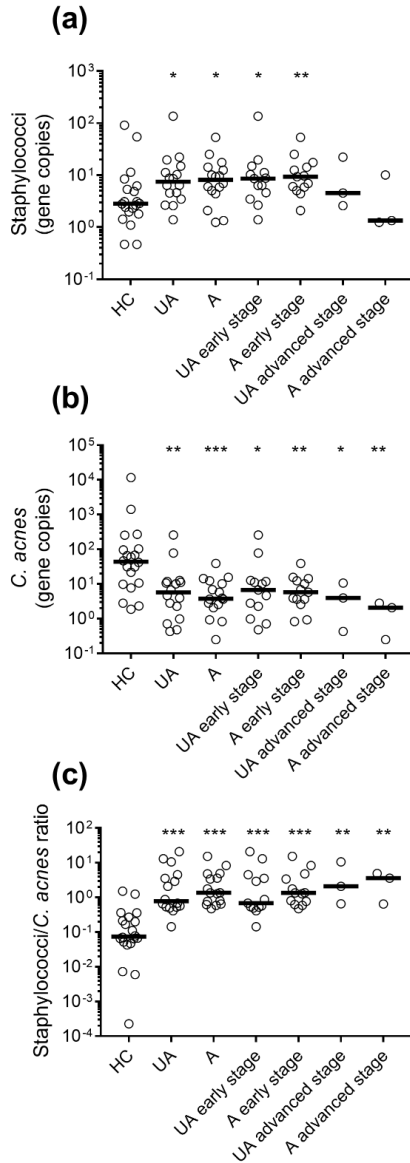 (a)
* * * **
Staphylococci
(gene copies)
10³
10²
10¹
10⁰
10⁻¹
HC
UA
A
UA early stage
A early stage
UA advanced stage
A advanced stage
(b)
** *** * ** * **
C. acnes
(gene copies)
10⁵
10⁴
10³
10²
10¹
10⁰
10⁻¹
HC
UA
A
UA early stage
A early stage
UA advanced stage
A advanced stage
(c)
*** *** *** *** ** **
Staphylococci/C. acnes ratio
10²
10¹
10⁰
10⁻¹
10⁻²
10⁻³
10⁻⁴
HC
UA
A
UA early stage
A early stage
UA advanced stage
A advanced stage